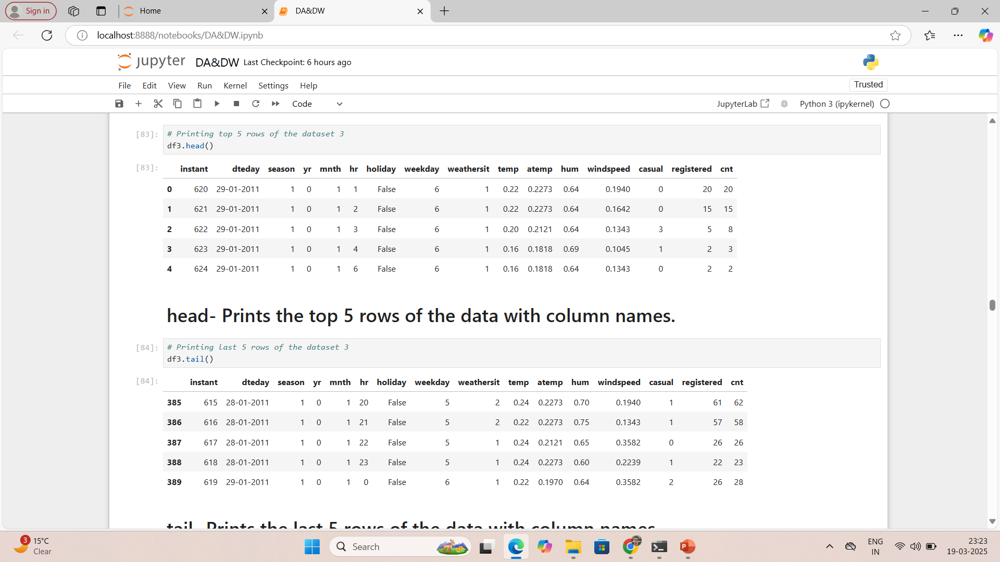 Sign in
Home
DA&DW
localhost:8888/notebooks/DA&DW.ipynb
jupyter DA&DW Last Checkpoint: 6 hours ago
File Edit View Run Kernel Settings Help
Trusted
Code
JupyterLab
Python 3 (ipykernel)
[83]: # Printing top 5 rows of the dataset 3
df3.head()
[83]: instant dteday season yr mnth hr holiday weekday weathersit temp atemp hum windspeed casual registered cnt
0 620 29-01-2011 1 0 1 1 False 6 1 0.22 0.2273 0.64 0.1940 0 20 20
1 621 29-01-2011 1 0 1 2 False 6 1 0.22 0.2273 0.64 0.1642 0 15 15
2 622 29-01-2011 1 0 1 3 False 6 1 0.20 0.2121 0.64 0.1343 3 5 8
3 623 29-01-2011 1 0 1 4 False 6 1 0.16 0.1818 0.69 0.1045 1 2 3
4 624 29-01-2011 1 0 1 6 False 6 1 0.16 0.1818 0.64 0.1343 0 2 2
head- Prints the top 5 rows of the data with column names.
[84]: # Printing last 5 rows of the dataset 3
df3.tail()
[84]: instant dteday season yr mnth hr holiday weekday weathersit temp atemp hum windspeed casual registered cnt
385 615 28-01-2011 1 0 1 20 False 5 2 0.24 0.2273 0.70 0.1940 1 61 62
386 616 28-01-2011 1 0 1 21 False 5 2 0.22 0.2273 0.75 0.1343 1 57 58
387 617 28-01-2011 1 0 1 22 False 5 1 0.24 0.2121 0.65 0.3582 0 26 26
388 618 28-01-2011 1 0 1 23 False 5 1 0.24 0.2273 0.60 0.2239 1 22 23
389 619 29-01-2011 1 0 1 0 False 6 1 0.22 0.1970 0.64 0.3582 2 26 28
tail- Prints the last 5 rows of the data with column names
3
15°C
Clear
Search
ENG
IN
23:23
19-03-2025